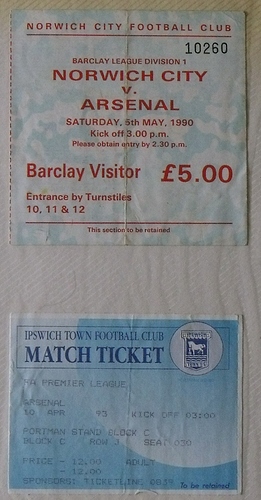 NORWICH CITY FOOTBALL CLUB
10260
BARCLAY LEAGUE DIVISION 1
NORWICH CITY
v.
ARSENAL
SATURDAY, 5th MAY, 1990
Kick off 3.00 p.m.
Please obtain entry by 2.30 p.m.
Barclay Visitor £5.00
Entrance by Turnstiles
10, 11 & 12
This section to be retained
IPSWICH TOWN FOOTBALL CLUB
MATCH TICKET
FA PREMIER LEAGUE
ARSENAL
10 APR 93 KICK OFF 03:00
PORTMAN STAND BLOCK C
BLOCK C ROW SEAT 030
PRICE - 12.00 ADULT
- 12.00
SPONSORS: TICKETLINE
To be retained